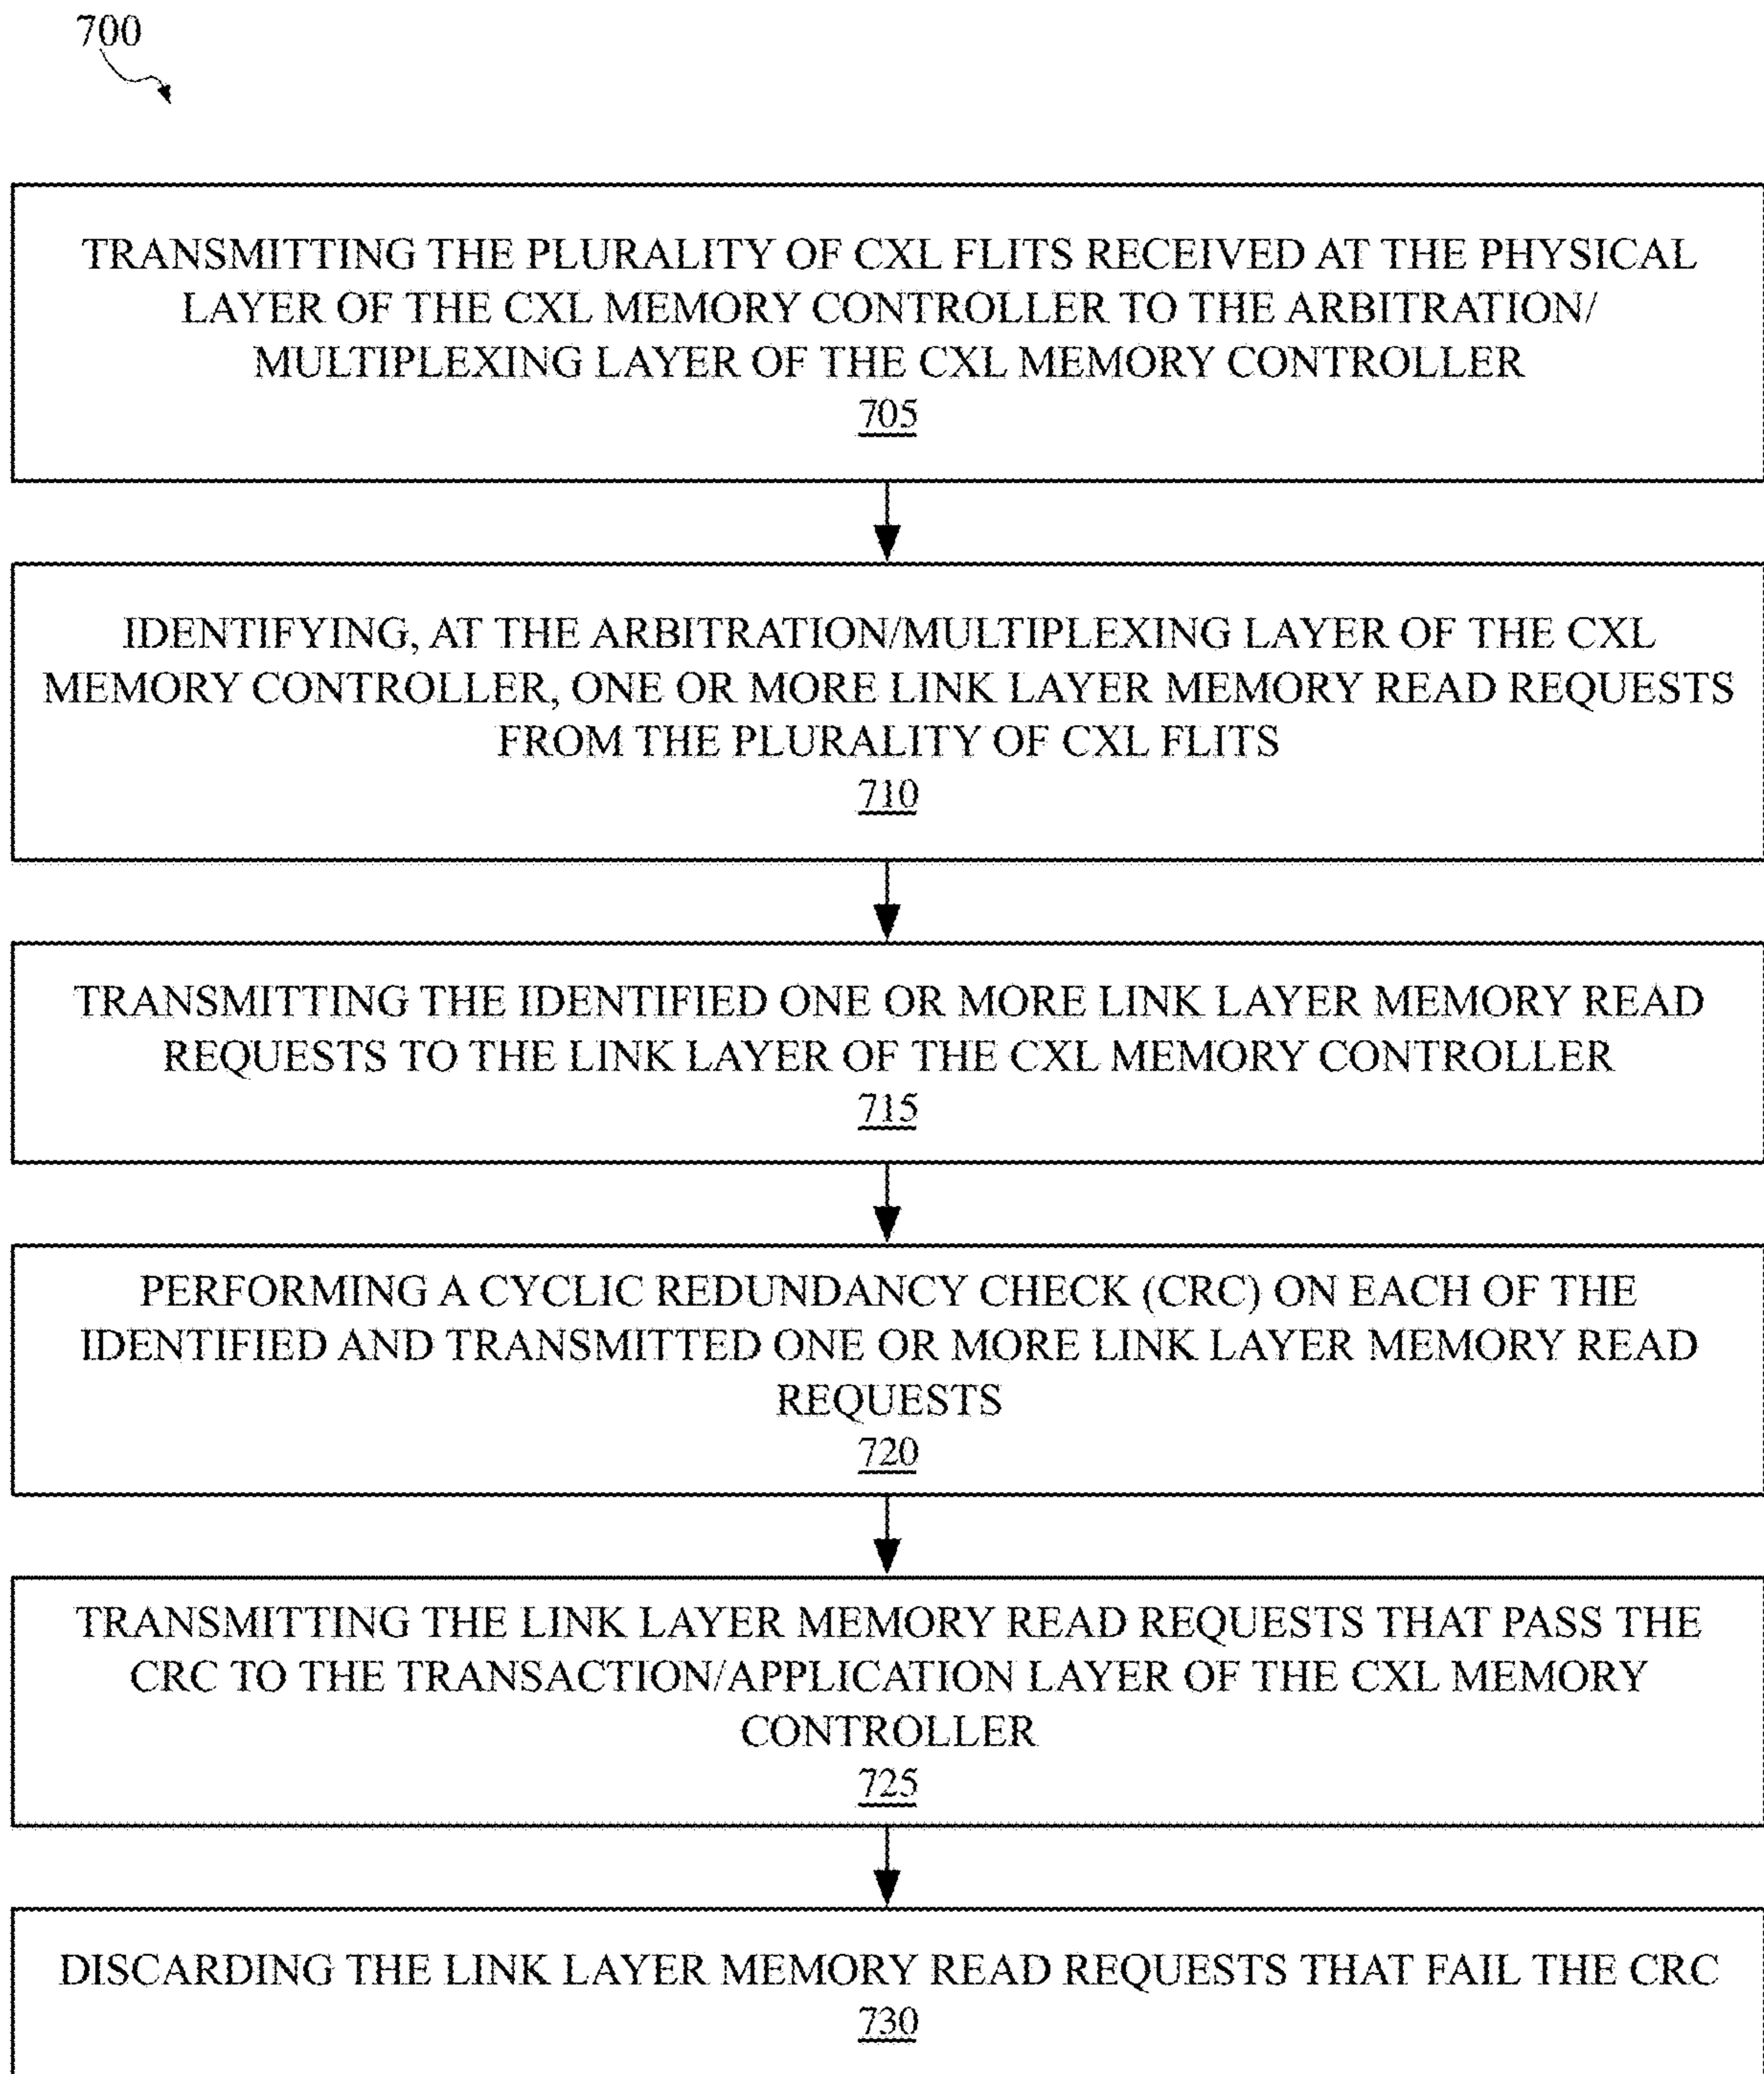 700
TRANSMITTING THE PLURALITY OF CXL FLITS RECEIVED AT THE PHYSICAL
LAYER OF THE CXL MEMORY CONTROLLER TO THE ARBITRATION/
MULTIPLEXING LAYER OF THE CXL MEMORY CONTROLLER
705
IDENTIFYING, AT THE ARBITRATION/MULTIPLEXING LAYER OF THE CXL
MEMORY CONTROLLER, ONE OR MORE LINK LAYER MEMORY READ REQUESTS
FROM THE PLURALITY OF CXL FLITS
710
TRANSMITTING THE IDENTIFIED ONE OR MORE LINK LAYER MEMORY READ
REQUESTS TO THE LINK LAYER OF THE CXL MEMORY CONTROLLER
715
PERFORMING A CYCLIC REDUNDANCY CHECK (CRC) ON EACH OF THE
IDENTIFIED AND TRANSMITTED ONE OR MORE LINK LAYER MEMORY READ
REQUESTS
720
TRANSMITTING THE LINK LAYER MEMORY READ REQUESTS THAT PASS THE
CRC TO THE TRANSACTION/APPLICATION LAYER OF THE CXL MEMORY
CONTROLLER
725
DISCARDING THE LINK LAYER MEMORY READ REQUESTS THAT FAIL THE CRC
730